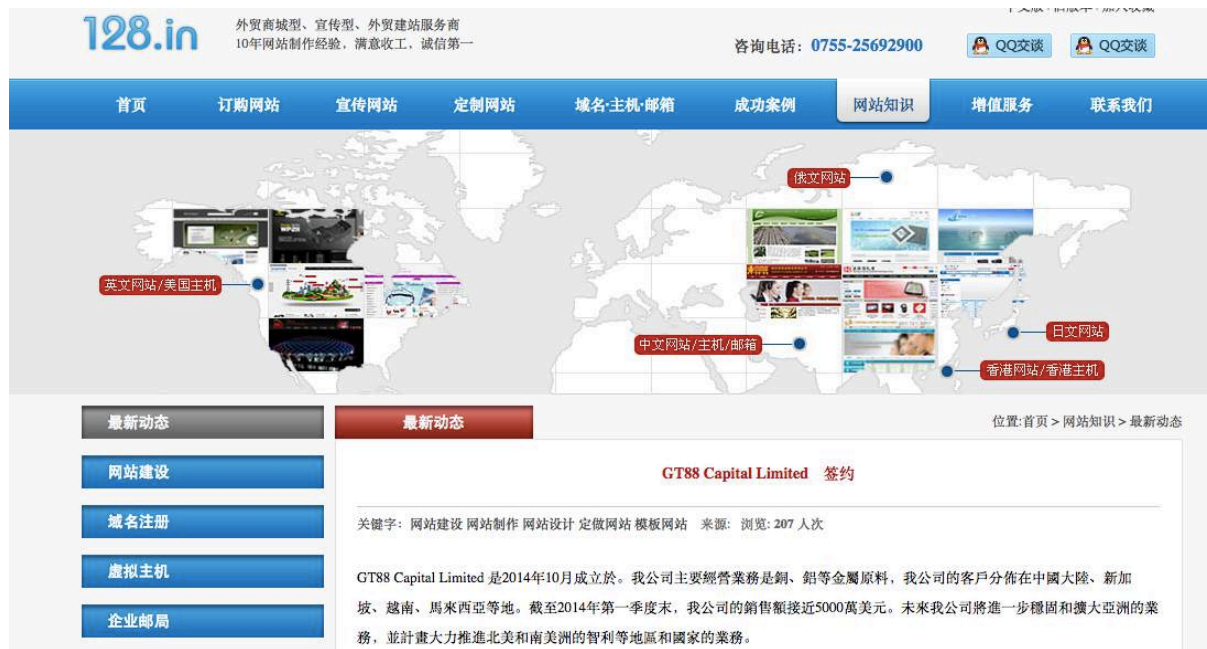 128.in
外贸商城型、宣传型、外贸建站服务商
10年网站制作经验，满意收工，诚信第一
咨询电话：0755-25692900
QQ交谈
QQ交谈
首页 订购网站 宣传网站 定制网站 域名·主机·邮箱 成功案例 网站知识 增值服务 联系我们
俄文网站
英文网站/美国主机
中文网站/主机/邮箱
日文网站
香港网站/香港主机
最新动态
网站建设
域名注册
虚拟主机
企业邮局
最新动态
位置:首页 > 网站知识 > 最新动态
GT88 Capital Limited 签约
关键字：网站建设 网站制作 网站设计 定做网站 模板网站 来源: 浏览: 207 人次
GT88 Capital Limited 是2014年10月成立於。我公司主要經營業務是銅、鋁等金屬原料，我公司的客戶分佈在中國大陸、新加
坡、越南、馬來西亞等地。截至2014年第一季度末，我公司的銷售額接近5000萬美元。未來我公司將進一步穩固和擴大亞洲的業
務，並計畫大力推進北美和南美洲的智利等地區和國家的業務。